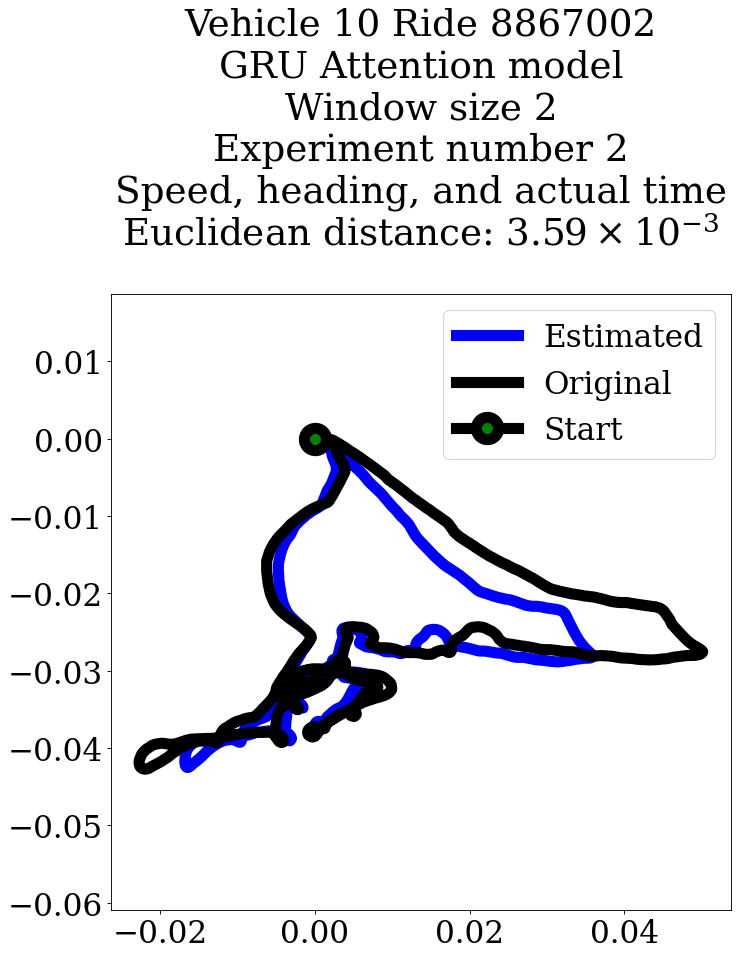 Vehicle 10 Ride 8867002
GRU Attention model
Window size 2
Experiment number 2
Speed, heading, and actual time
Euclidean distance: 3.59 × 10⁻³
Estimated
Original
Start
0.01
0.00
−0.01
−0.02
−0.03
−0.04
−0.05
−0.06
−0.02 0.00 0.02 0.04